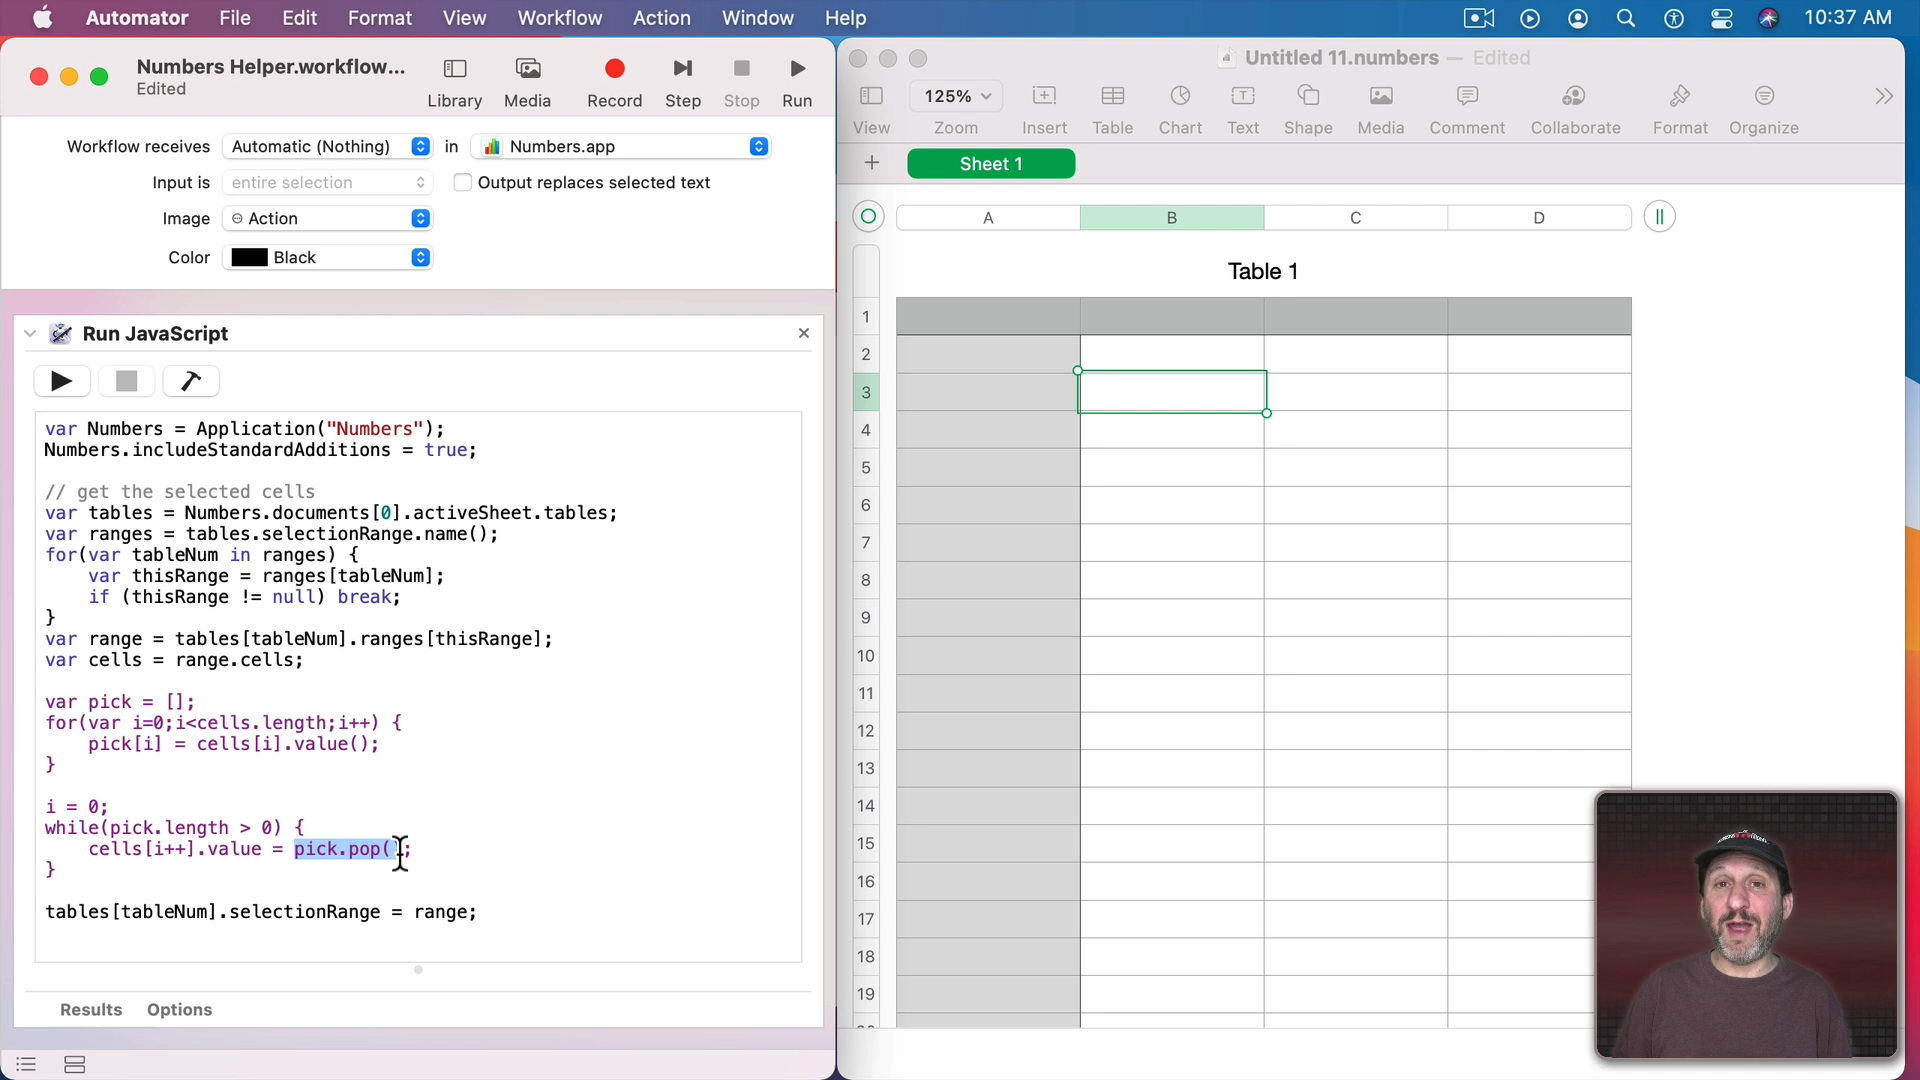 Automator File Edit Format View Workflow Action Window Help 10:37 AM
Numbers Helper.workflow...
Edited
Library Media Record Step Stop Run
Workflow receives Automatic (Nothing) in Numbers.app
Input is entire selection Output replaces selected text
Image Action
Color Black
Run JavaScript
var Numbers = Application("Numbers");
Numbers.includeStandardAdditions = true;
// get the selected cells
var tables = Numbers.documents[0].activeSheet.tables;
var ranges = tables.selectionRange.name();
for(var tableNum in ranges) {
    var thisRange = ranges[tableNum];
    if (thisRange != null) break;
}
var range = tables[tableNum].ranges[thisRange];
var cells = range.cells;
var pick = [];
for(var i=0;i<cells.length;i++) {
    pick[i] = cells[i].value();
}
i = 0;
while(pick.length > 0) {
    cells[i++].value = pick.pop();
}
tables[tableNum].selectionRange = range;
Results Options
Untitled 11.numbers — Edited
125%
View Zoom Insert Table Chart Text Shape Media Comment Collaborate Format Organize
Sheet 1
A B C D
Table 1
1
2
3
4
5
6
7
8
9
10
11
12
13
14
15
16
17
18
19